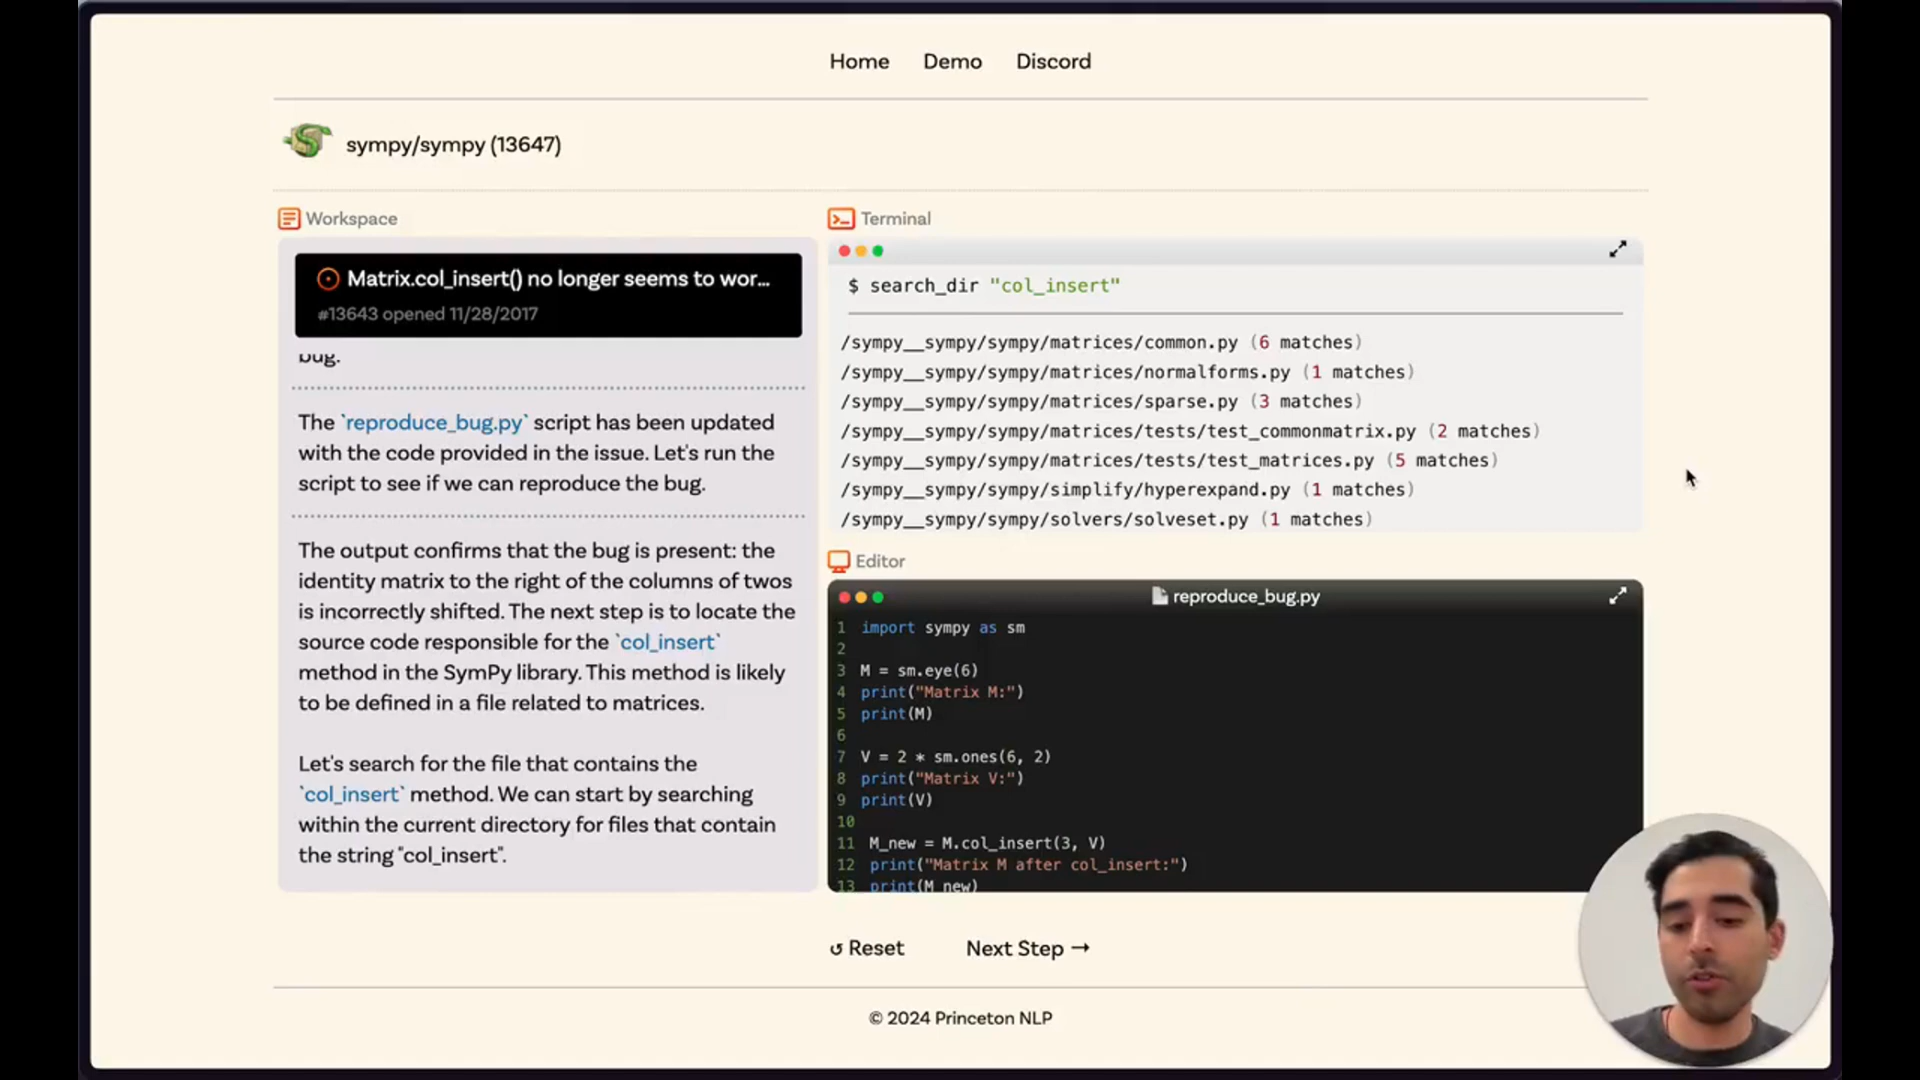 Home Demo Discord
sympy/sympy (13647)
Workspace
Matrix.col_insert() no longer seems to wor...
#13643 opened 11/28/2017
bug.
The `reproduce_bug.py` script has been updated
with the code provided in the issue. Let's run the
script to see if we can reproduce the bug.
The output confirms that the bug is present: the
identity matrix to the right of the columns of twos
is incorrectly shifted. The next step is to locate the
source code responsible for the `col_insert`
method in the SymPy library. This method is likely
to be defined in a file related to matrices.
Let's search for the file that contains the
`col_insert` method. We can start by searching
within the current directory for files that contain
the string "col_insert".
Terminal
$ search_dir "col_insert"
/sympy__sympy/sympy/matrices/common.py (6 matches)
/sympy__sympy/sympy/matrices/normalforms.py (1 matches)
/sympy__sympy/sympy/matrices/sparse.py (3 matches)
/sympy__sympy/sympy/matrices/tests/test_commonmatrix.py (2 matches)
/sympy__sympy/sympy/matrices/tests/test_matrices.py (5 matches)
/sympy__sympy/sympy/simplify/hyperexpand.py (1 matches)
/sympy__sympy/sympy/solvers/solveset.py (1 matches)
Editor
reproduce_bug.py
1 import sympy as sm
2
3 M = sm.eye(6)
4 print("Matrix M:")
5 print(M)
6
7 V = 2 * sm.ones(6, 2)
8 print("Matrix V:")
9 print(V)
10
11 M_new = M.col_insert(3, V)
12 print("Matrix M after col_insert:")
13 print(M_new)
↺ Reset Next Step →
© 2024 Princeton NLP